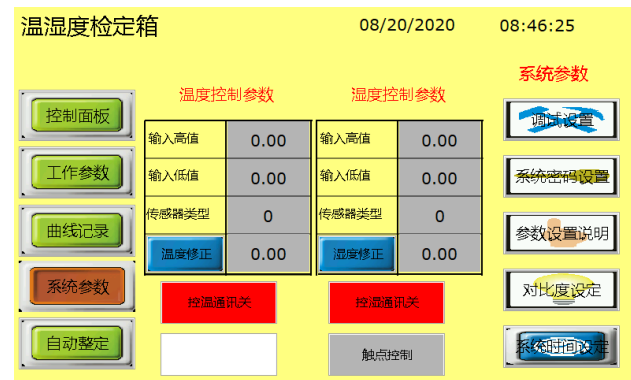 温湿度检定箱 08/20/2020 08:46:25
系统参数
温度控制参数 湿度控制参数
控制面板 调试设置
输入高值 0.00 输入高值 0.00
工作参数 输入低值 0.00 输入低值 0.00 系统密码设置
曲线记录 传感器类型 0 传感器类型 0 参数设置说明
温度修正 0.00 湿度修正 0.00
系统参数 控温通讯关 控湿通讯关 对比度设定
自动整定 触点控制 系统时间设定